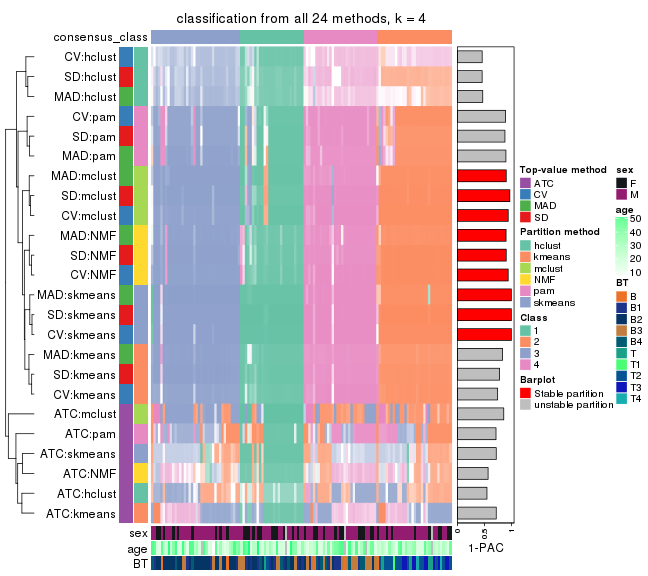 classification from all 24 methods, k = 4
consensus_class
CV:hclust
SD:hclust
MAD:hclust
CV:pam
SD:pam
MAD:pam
MAD:mclust
SD:mclust
CV:mclust
MAD:NMF
SD:NMF
CV:NMF
MAD:skmeans
SD:skmeans
CV:skmeans
MAD:kmeans
SD:kmeans
CV:kmeans
ATC:mclust
ATC:pam
ATC:skmeans
ATC:NMF
ATC:hclust
ATC:kmeans
sex
age
BT
0
0.5
1
1-PAC
Top-value method
ATC
CV
MAD
SD
Partition method
hclust
kmeans
mclust
NMF
pam
skmeans
Class
1
2
3
4
Barplot
Stable partition
unstable partition
sex
F
M
age
50
40
30
20
10
BT
B
B1
B2
B3
B4
T
T1
T2
T3
T4